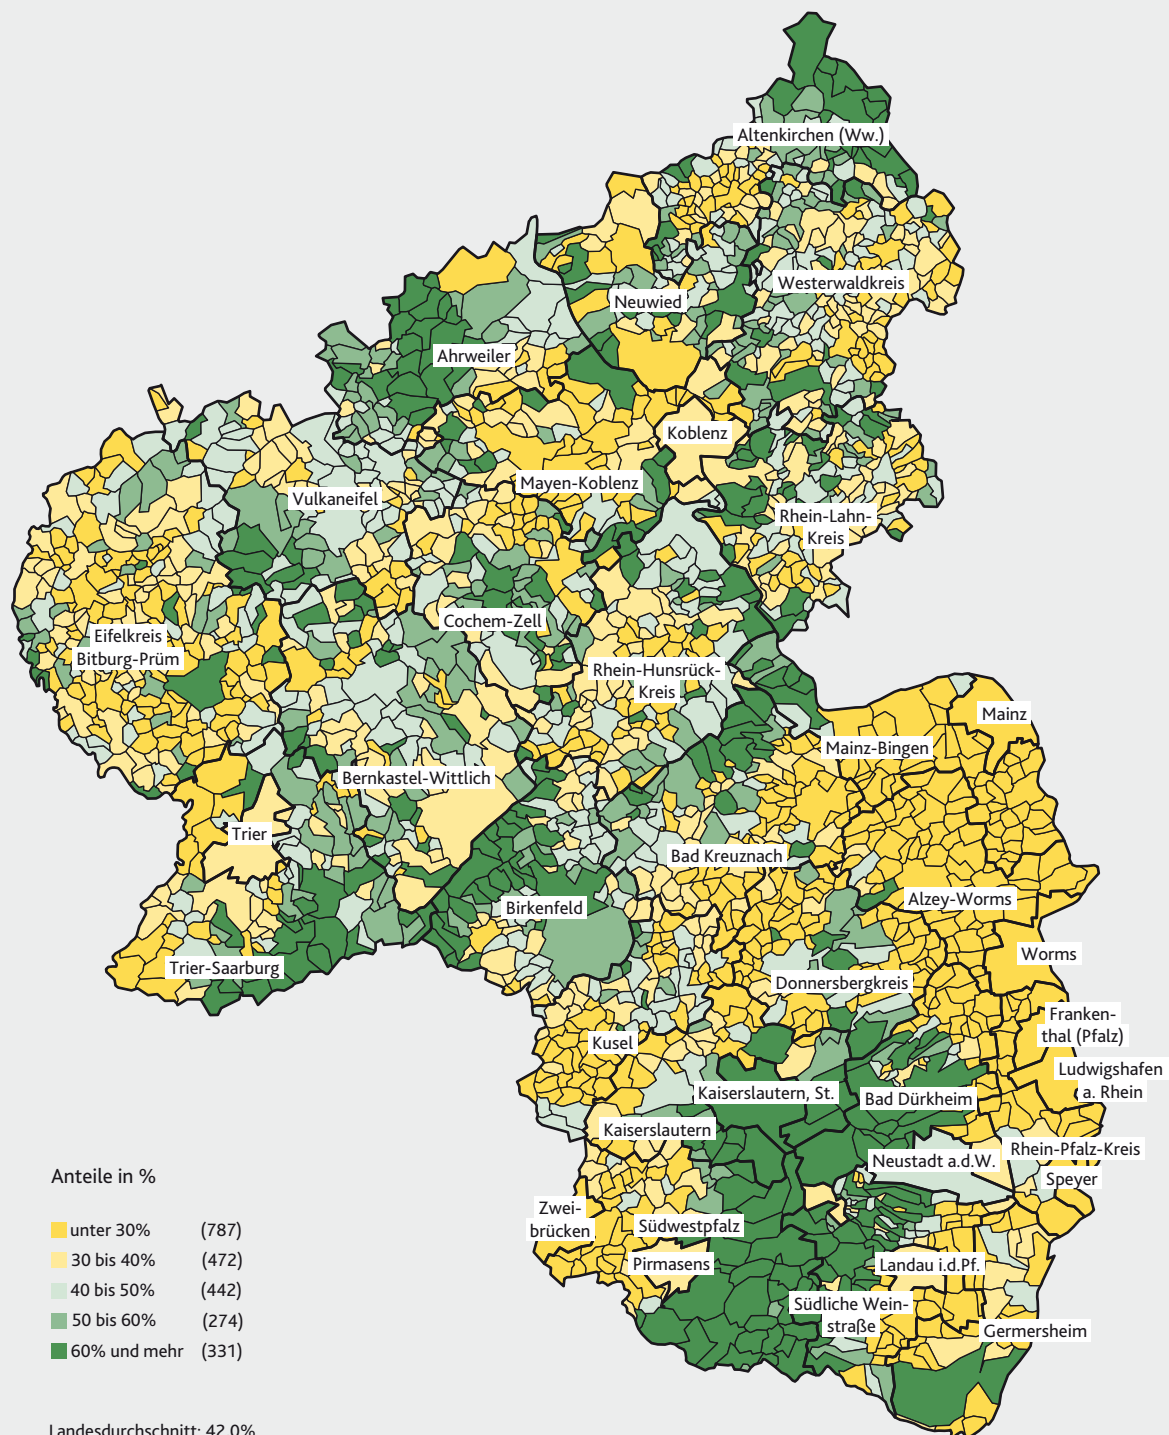 Altenkirchen (Ww.)
Westerwaldkreis
Neuwied
Ahrweiler
Koblenz
Mayen-Koblenz
Vulkaneifel
Rhein-Lahn-
Kreis
Cochem-Zell
Eifelkreis
Bitburg-Prüm
Rhein-Hunsrück-
Kreis
Mainz
Mainz-Bingen
Bernkastel-Wittlich
Trier
Bad Kreuznach
Alzey-Worms
Birkenfeld
Worms
Trier-Saarburg
Donnersbergkreis
Franken-
thal (Pfalz)
Kusel
Ludwigshafen
a. Rhein
Kaiserslautern, St.
Bad Dürkheim
Kaiserslautern
Rhein-Pfalz-Kreis
Neustadt a.d.W.
Speyer
Zwei-
brücken
Südwestpfalz
Pirmasens
Landau i.d.Pf.
Südliche Wein-
straße
Germersheim
Anteile in %
unter 30% (787)
30 bis 40% (472)
40 bis 50% (442)
50 bis 60% (274)
60% und mehr (331)
Landesdurchschnitt: 42,0%